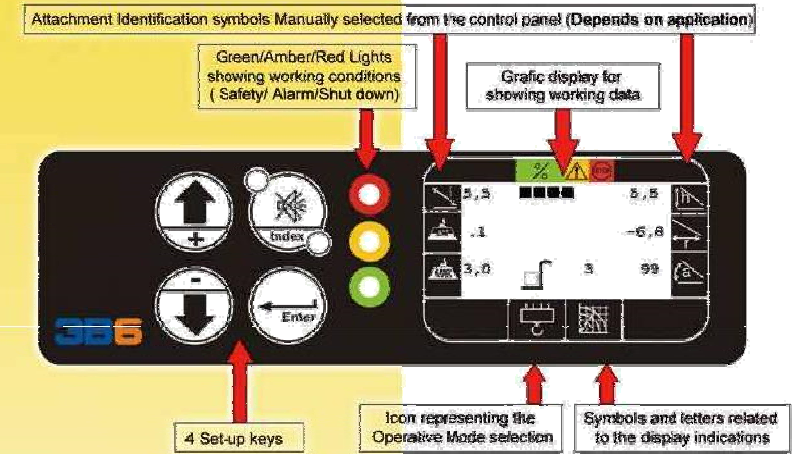 Attachment Identification symbols Manually selected from the control panel (Depends on application)
Green/Amber/Red Lights
showing working conditions
( Safety/ Alarm/Shut down)
Grafic display for
showing working data
%
STOP
5,5
5,5
h
+
Index
.1
-6,8
r
3,0
3
99
a
-
Enter
3B6
4 Set-up keys
Icon representing the
Operative Mode selection
Symbols and letters related
to the display indications